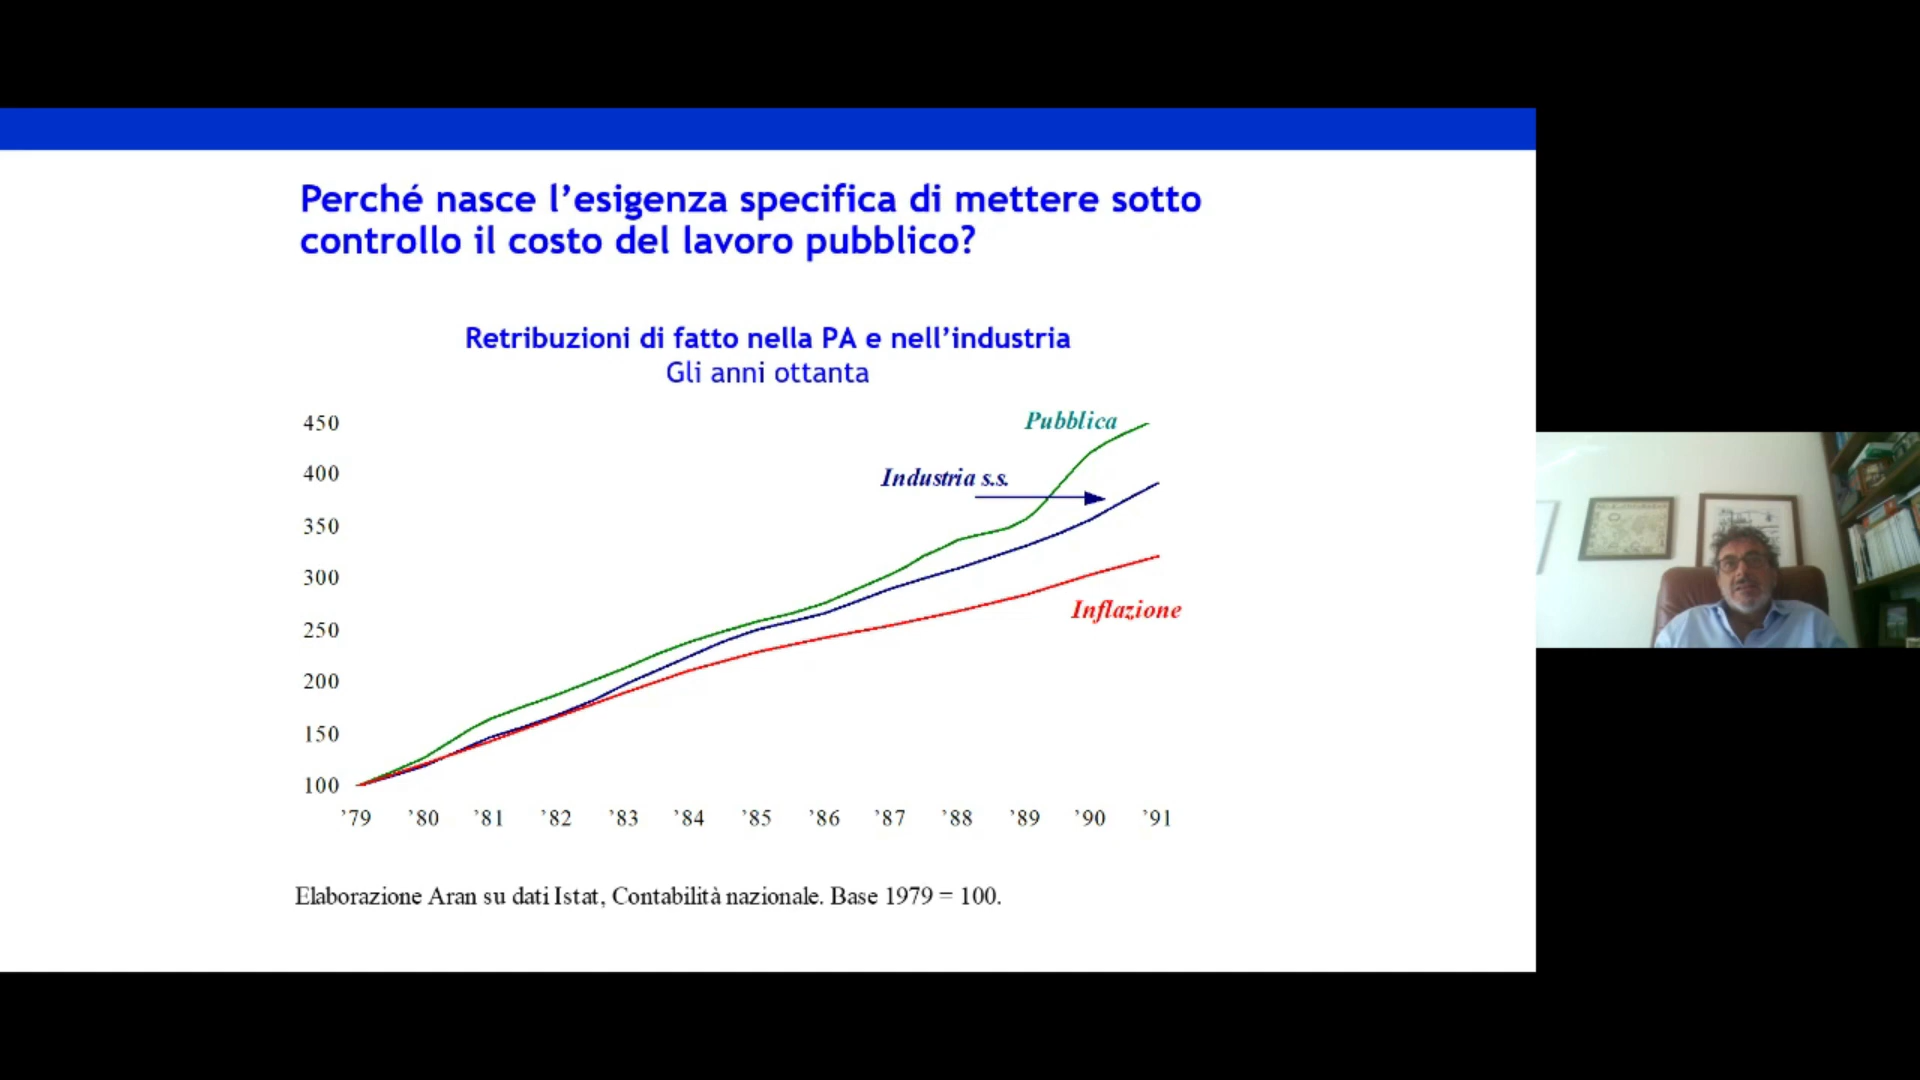 Perché nasce l’esigenza specifica di mettere sotto
controllo il costo del lavoro pubblico?
Retribuzioni di fatto nella PA e nell’industria
Gli anni ottanta
450
400
350
300
250
200
150
100
Pubblica
Industria s.s.
Inflazione
’79 ’80 ’81 ’82 ’83 ’84 ’85 ’86 ’87 ’88 ’89 ’90 ’91
Elaborazione Aran su dati Istat, Contabilità nazionale. Base 1979 = 100.